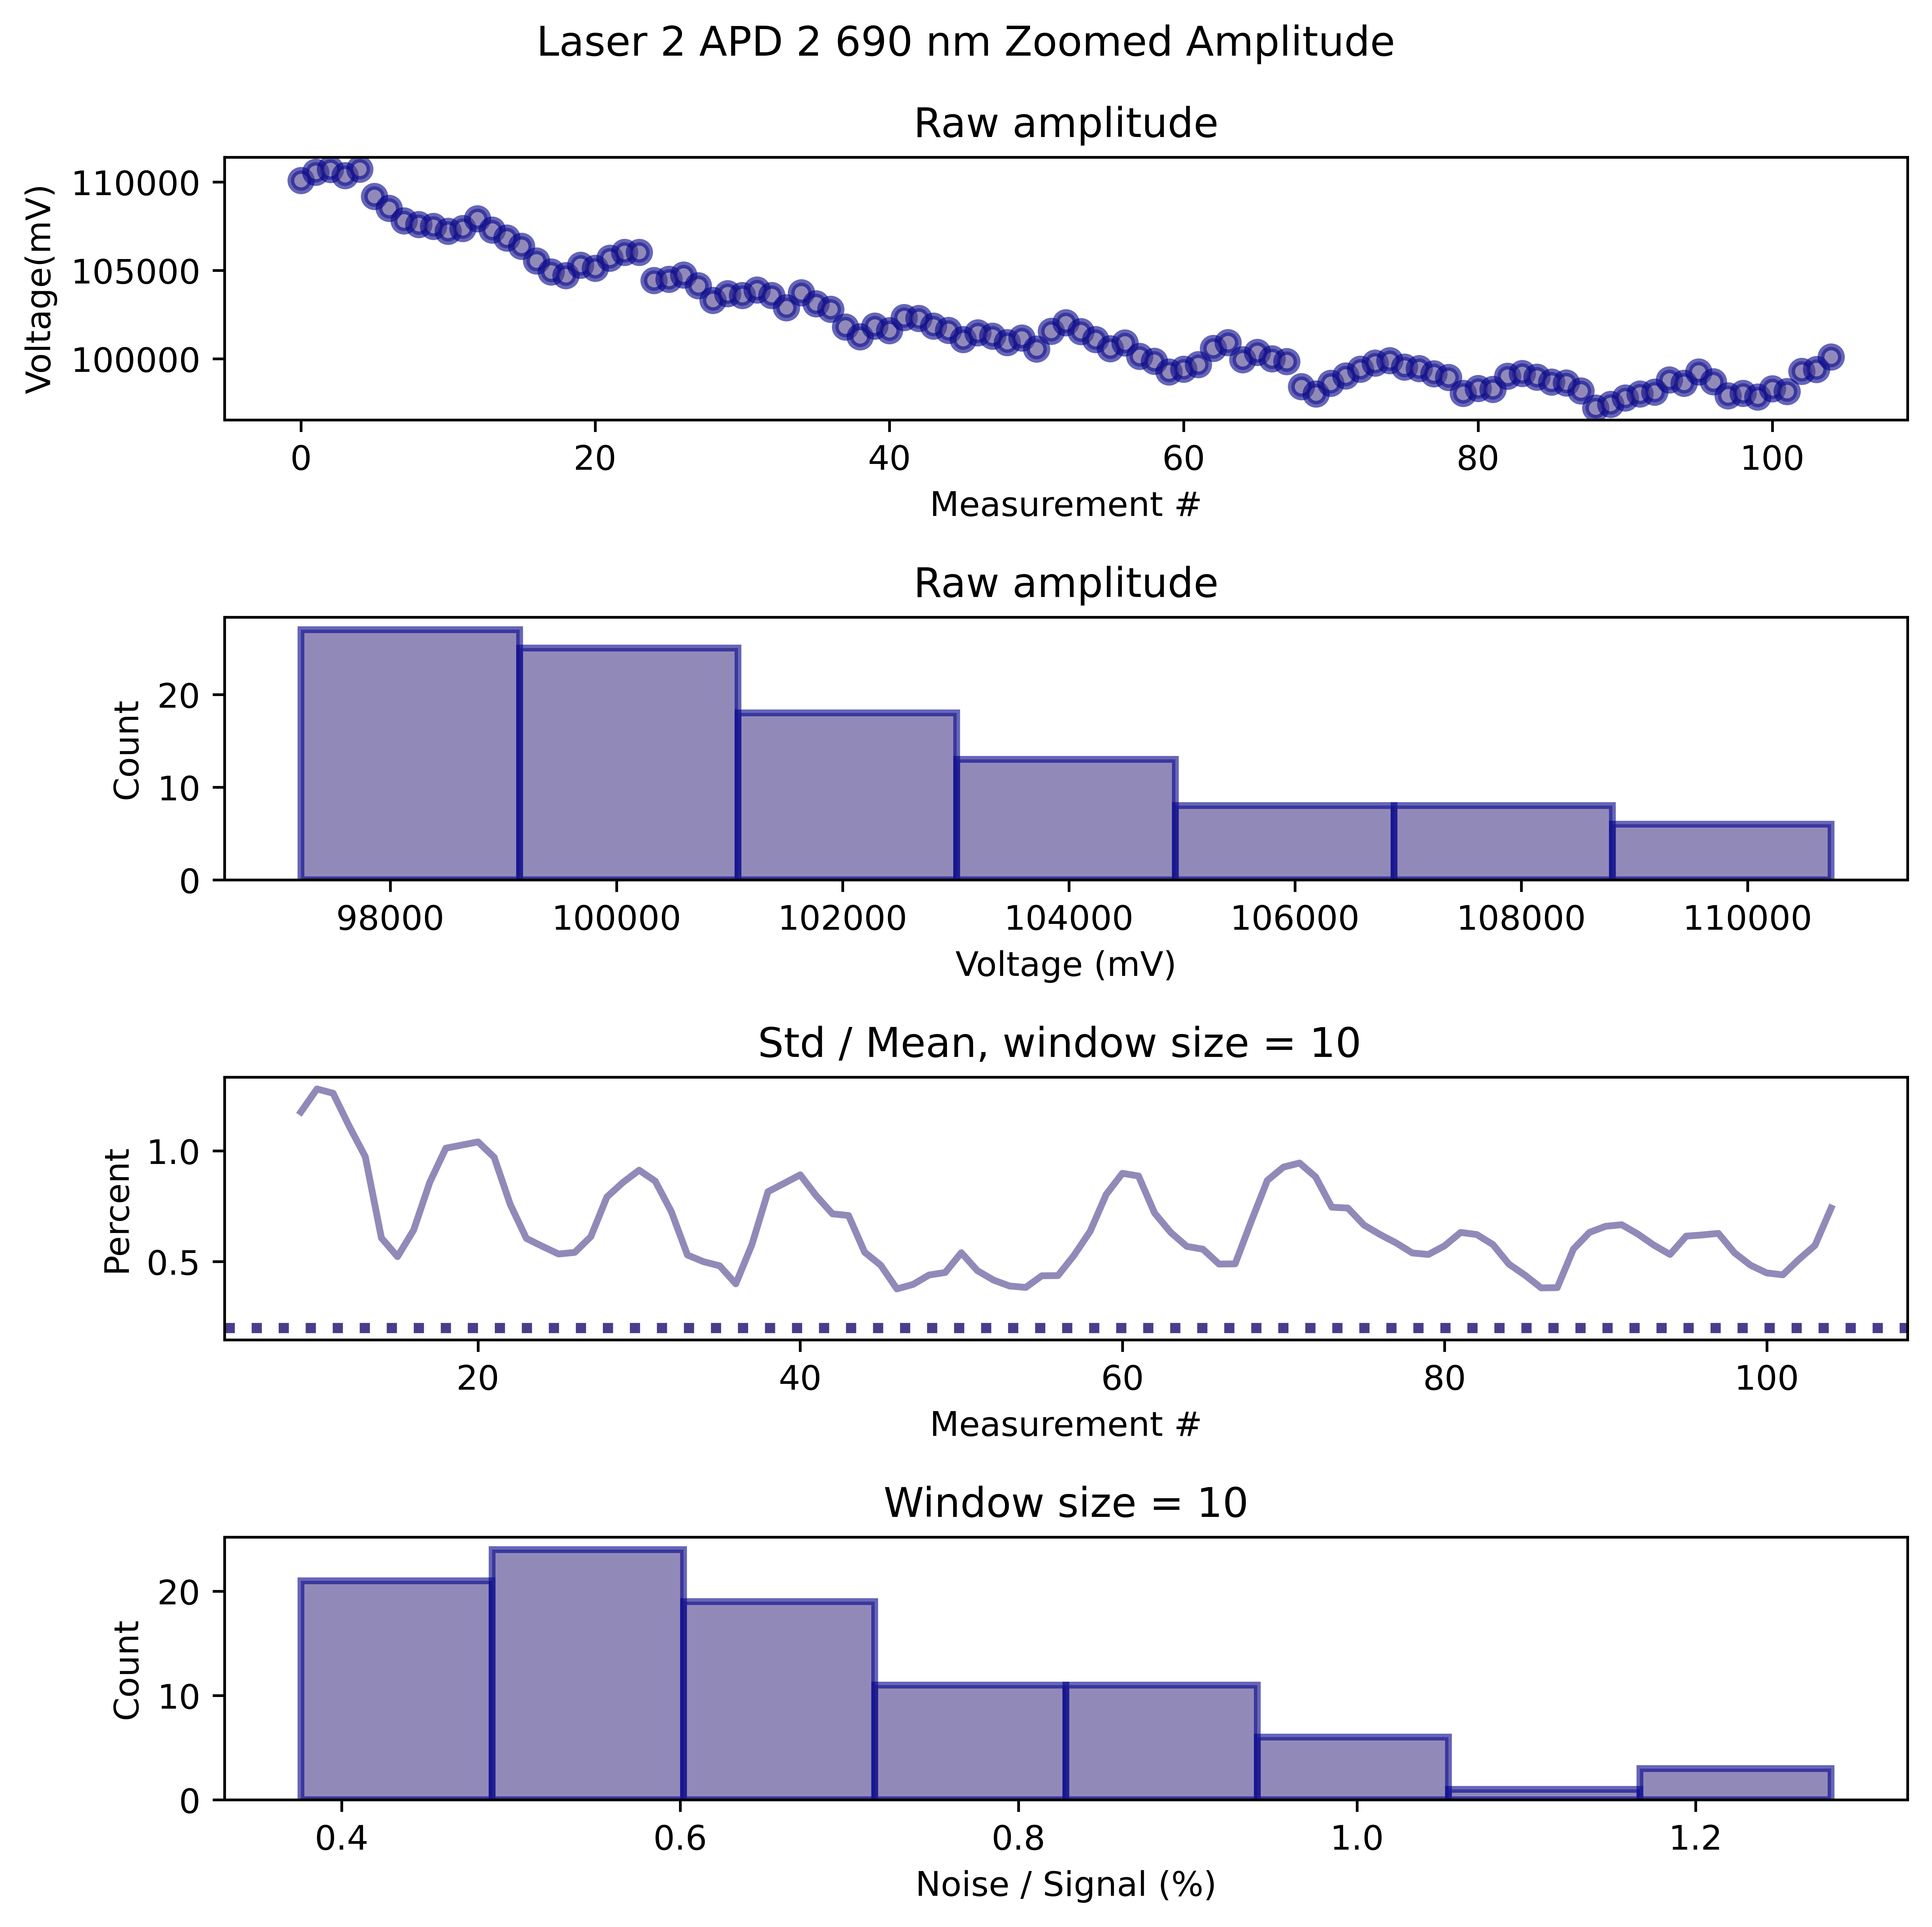 Laser 2 APD 2 690 nm Zoomed Amplitude
Raw amplitude
Voltage(mV)
110000
105000
100000
0 20 40 60 80 100
Measurement #
Raw amplitude
Count
20
10
0
98000 100000 102000 104000 106000 108000 110000
Voltage (mV)
Std / Mean, window size = 10
Percent
1.0
0.5
20 40 60 80 100
Measurement #
Window size = 10
Count
20
10
0
0.4 0.6 0.8 1.0 1.2
Noise / Signal (%)